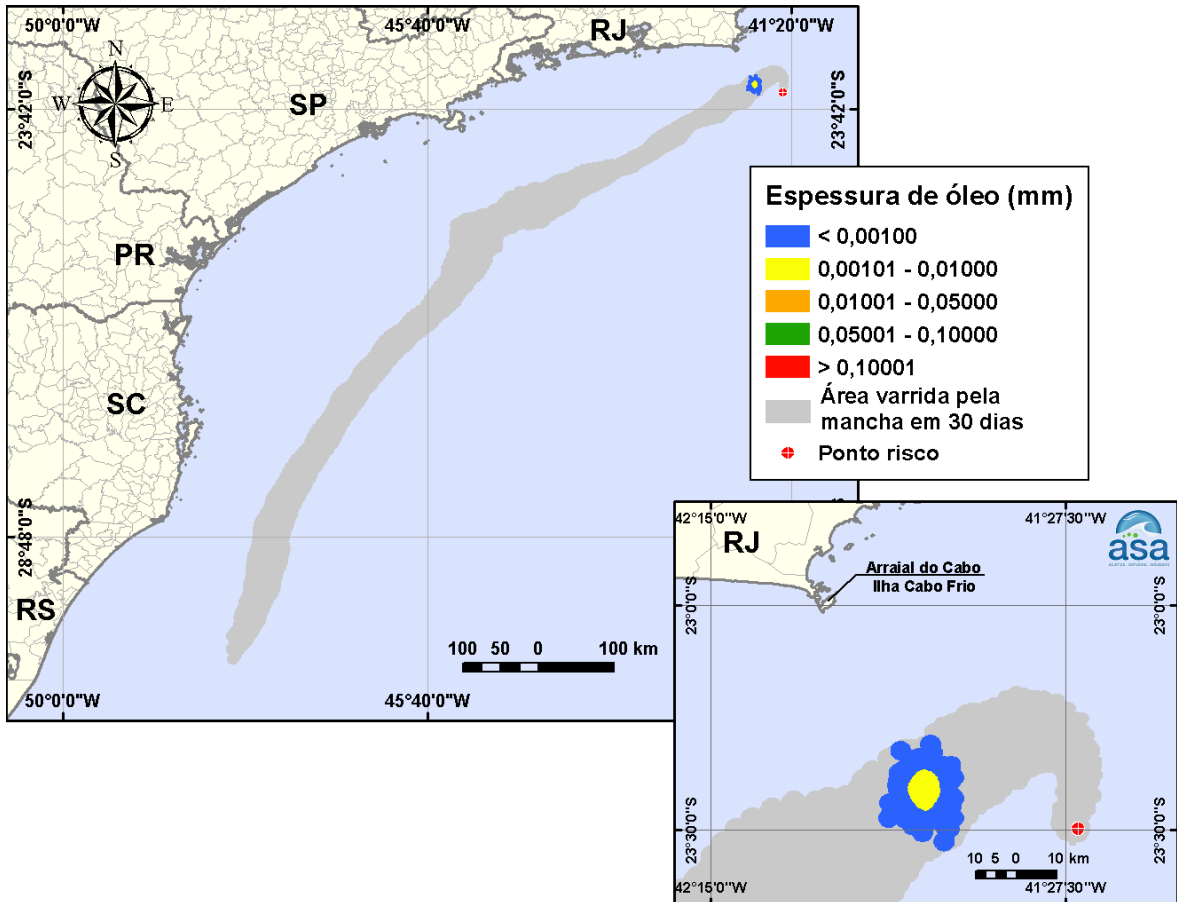 50°0'0"W
45°40'0"W
41°20'0"W
RJ
N
W
E
S
SP
23°42'0"S
23°42'0"S
PR
SC
28°48'0"S
RS
100 50 0 100 km
50°0'0"W
45°40'0"W
Espessura de óleo (mm)
< 0,00100
0,00101 - 0,01000
0,01001 - 0,05000
0,05001 - 0,10000
> 0,10001
Área varrida pela
mancha em 30 dias
Ponto risco
42°15'0"W
41°27'30"W
RJ
asa
Arraial do Cabo
Ilha Cabo Frio
23°0'0"S
23°0'0"S
23°30'0"S
23°30'0"S
10 5 0 10 km
42°15'0"W
41°27'30"W